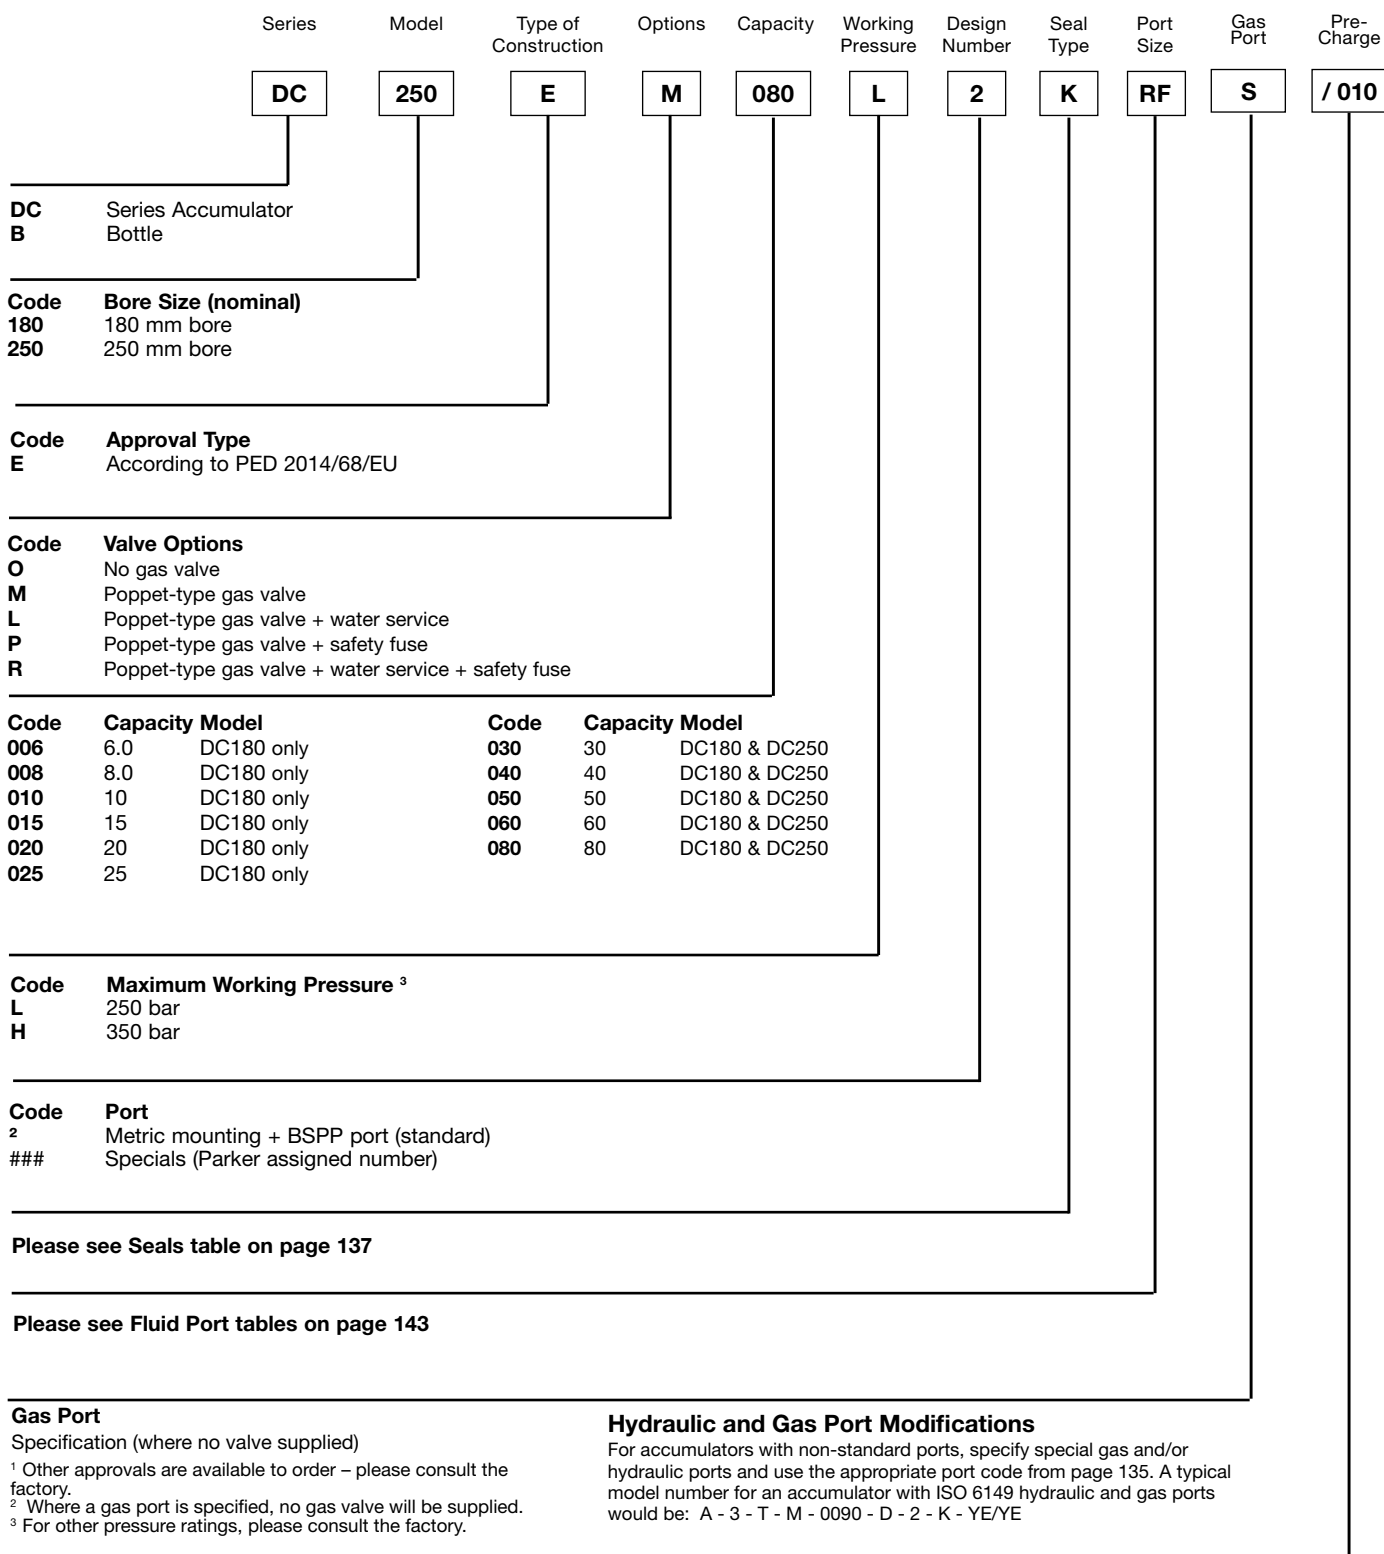 Series Model Type of Construction Options Capacity Working Pressure Design Number Seal Type Port Size Gas Port Pre-Charge
DC 250 E M 080 L 2 K RF S / 010
DC Series Accumulator
B Bottle
Code Bore Size (nominal)
180 180 mm bore
250 250 mm bore
Code Approval Type
E According to PED 2014/68/EU
Code Valve Options
O No gas valve
M Poppet-type gas valve
L Poppet-type gas valve + water service
P Poppet-type gas valve + safety fuse
R Poppet-type gas valve + water service + safety fuse
Code Capacity Model Code Capacity Model
006 6.0 DC180 only 030 30 DC180 & DC250
008 8.0 DC180 only 040 40 DC180 & DC250
010 10 DC180 only 050 50 DC180 & DC250
015 15 DC180 only 060 60 DC180 & DC250
020 20 DC180 only 080 80 DC180 & DC250
025 25 DC180 only
Code Maximum Working Pressure ³
L 250 bar
H 350 bar
Code Port
² Metric mounting + BSPP port (standard)
### Specials (Parker assigned number)
Please see Seals table on page 137
Please see Fluid Port tables on page 143
Gas Port
Specification (where no valve supplied)
¹ Other approvals are available to order – please consult the
factory.
² Where a gas port is specified, no gas valve will be supplied.
³ For other pressure ratings, please consult the factory.
Hydraulic and Gas Port Modifications
For accumulators with non-standard ports, specify special gas and/or
hydraulic ports and use the appropriate port code from page 135. A typical
model number for an accumulator with ISO 6149 hydraulic and gas ports
would be: A - 3 - T - M - 0090 - D - 2 - K - YE/YE